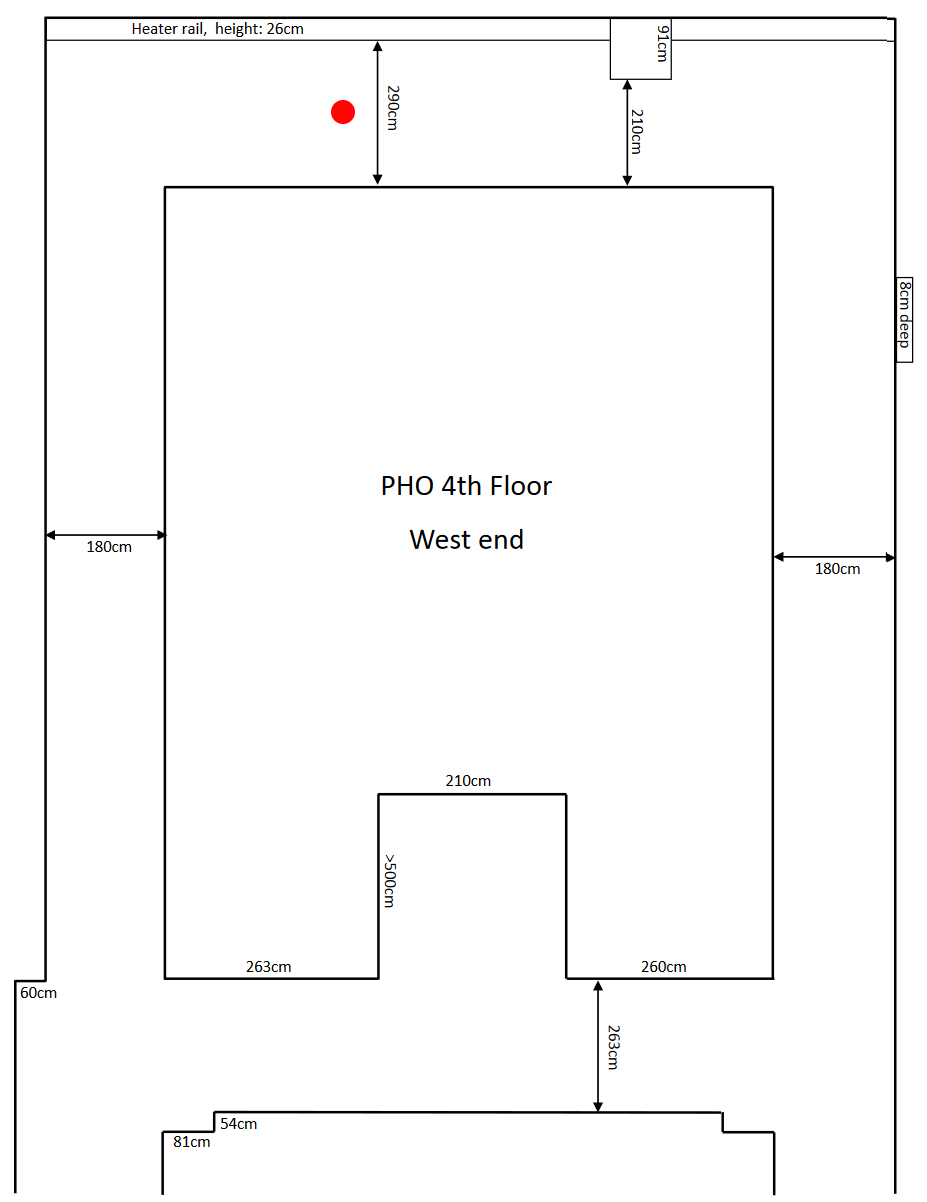 Heater rail,  height: 26cm
91cm
290cm
210cm
8cm deep
PHO 4th Floor
West end
180cm
180cm
210cm
>500cm
263cm
260cm
60cm
263cm
54cm
81cm